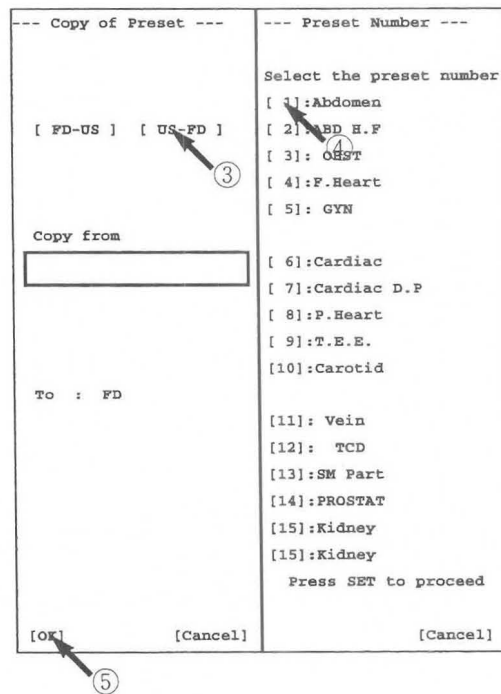 --- Copy of Preset ---
[ FD-US ] [ US-FD ]
③
Copy from
To : FD
[OK] [Cancel]
⑤
--- Preset Number ---
Select the preset number
[ 1]:Abdomen
[ 2]:ABD H.F
④
[ 3]: OBST
[ 4]:F.Heart
[ 5]: GYN
[ 6]:Cardiac
[ 7]:Cardiac D.P
[ 8]:P.Heart
[ 9]:T.E.E.
[10]:Carotid
[11]: Vein
[12]: TCD
[13]:SM Part
[14]:PROSTAT
[15]:Kidney
[15]:Kidney
Press SET to proceed
[Cancel]